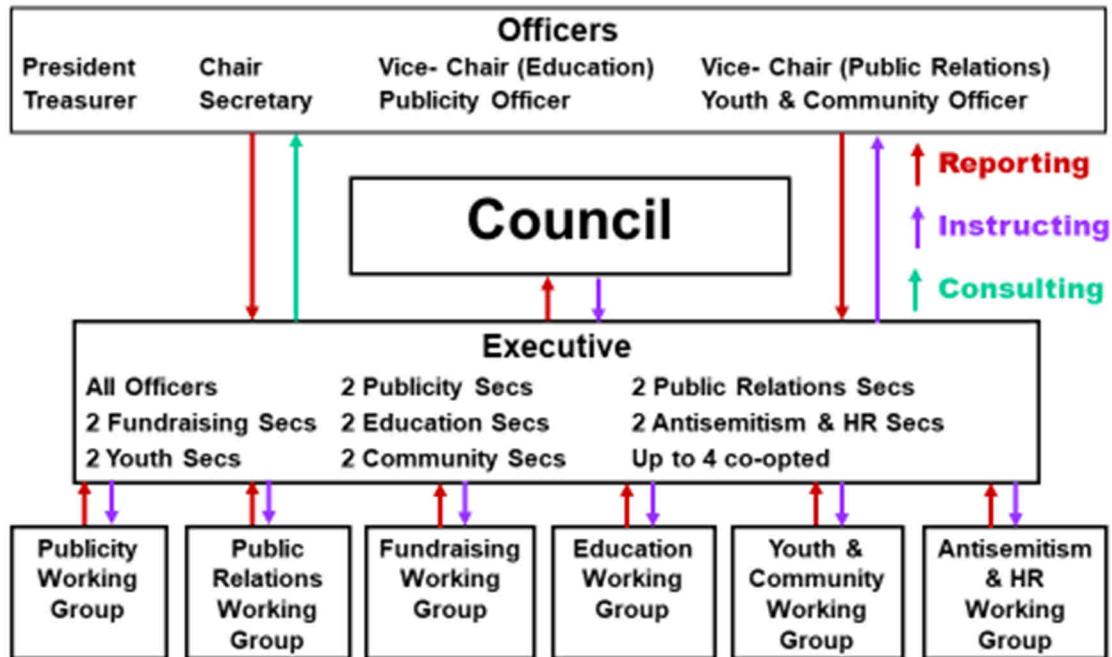 Officers
President Chair Vice- Chair (Education) Vice- Chair (Public Relations)
Treasurer Secretary Publicity Officer Youth & Community Officer
Reporting
Council
Instructing
Consulting
Executive
All Officers 2 Publicity Secs 2 Public Relations Secs
2 Fundraising Secs 2 Education Secs 2 Antisemitism & HR Secs
2 Youth Secs 2 Community Secs Up to 4 co-opted
Publicity
Working
Group
Public
Relations
Working
Group
Fundraising
Working
Group
Education
Working
Group
Youth &
Community
Working
Group
Antisemitism
& HR
Working
Group